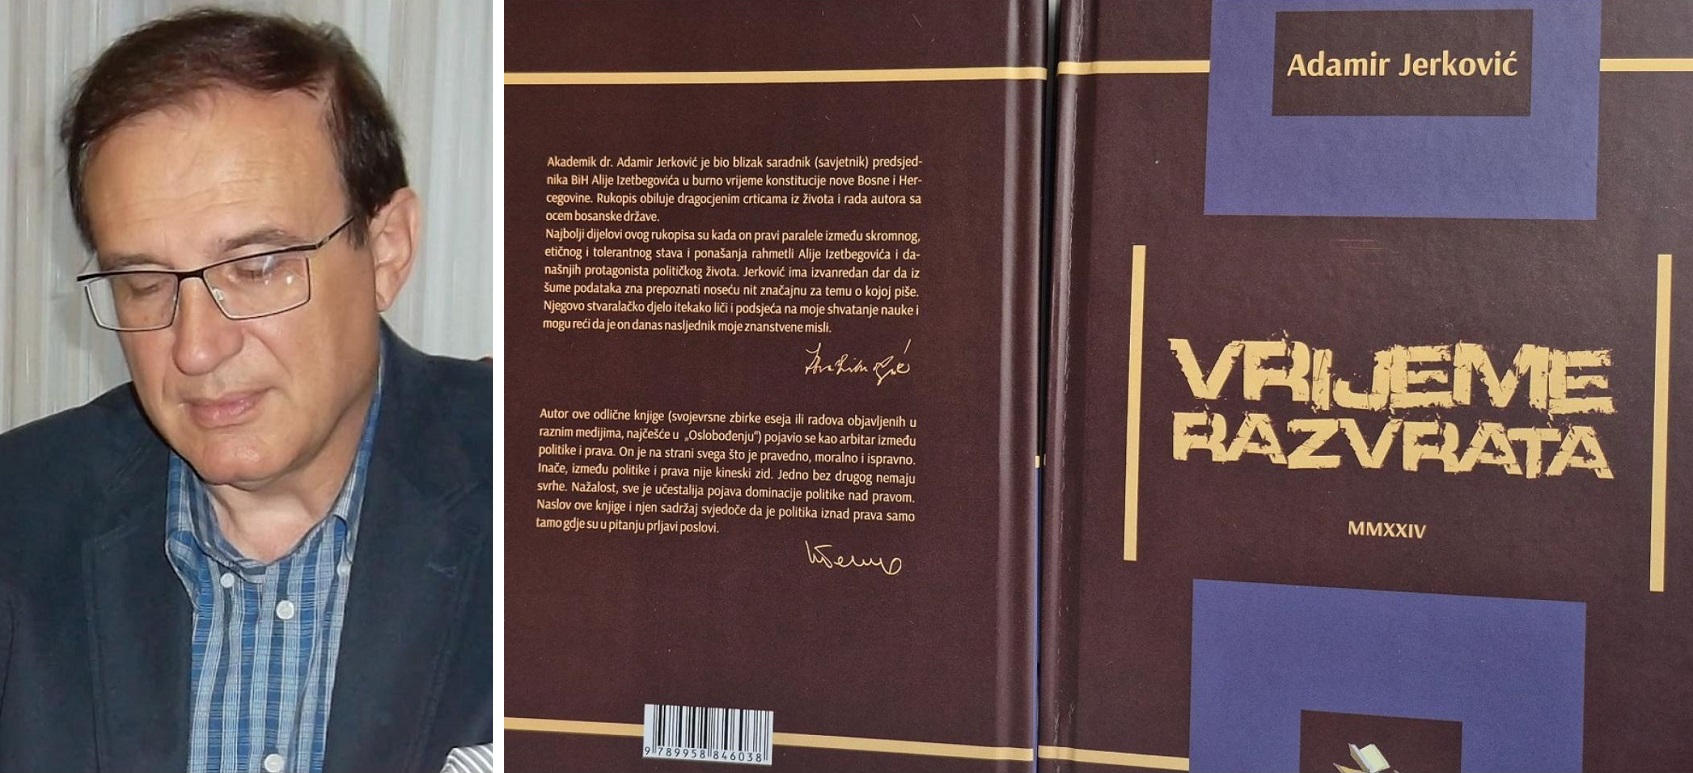 Akademik dr. Adamir Jerković je bio blizak saradnik (savjetnik) predsjed-
nika BiH Alije Izetbegovića u burno vrijeme konstitucije nove Bosne i Her-
cegovine. Rukopis obiluje dragocjenim crticama iz života i rada autora sa
ocem bosanske države.
Najbolji dijelovi ovog rukopisa su kada on pravi paralele između skromnog,
etičnog i tolerantnog stava i ponašanja rahmetli Alije Izetbegovića i da-
našnjih protagonista političkog života. Jerković ima izvanredan dar da iz
šume podataka zna prepoznati noseću nit značajnu za temu o kojoj piše.
Njegovo stvaralačko djelo itekako liči i podsjeća na moje shvatanje nauke i
mogu reći da je on danas nasljednik moje znanstvene misli.
Autor ove odlične knjige (svojevrsne zbirke eseja ili radova objavljenih u
raznim medijima, najčešće u „Oslobođenju“) pojavio se kao arbitar između
politike i prava. On je na strani svega što je pravedno, moralno i ispravno.
Inače, između politike i prava nije kineski zid. Jedno bez drugog nemaju
svrhe. Nažalost, sve je učestalija pojava dominacije politike nad pravom.
Naslov ove knjige i njen sadržaj svjedoče da je politika iznad prava samo
tamo gdje su u pitanju prljavi poslovi.
9 789958 846038
Adamir Jerković
VRIJEME
RAZVRATA
MMXXIV